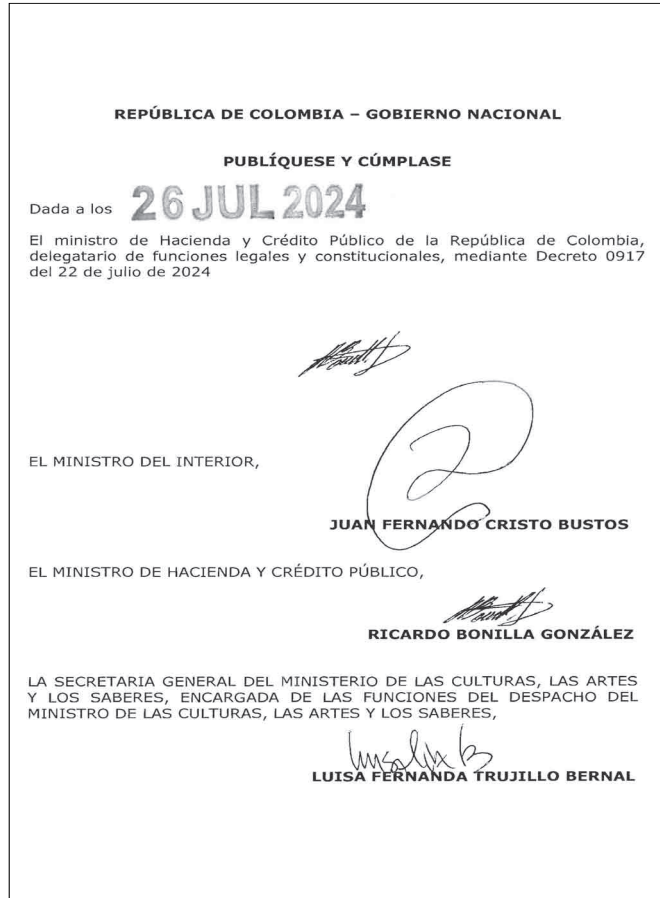 REPÚBLICA DE COLOMBIA – GOBIERNO NACIONAL
PUBLÍQUESE Y CÚMPLASE
Dada a los 26 JUL 2024
El ministro de Hacienda y Crédito Público de la República de Colombia,
delegatario de funciones legales y constitucionales, mediante Decreto 0917
del 22 de julio de 2024
EL MINISTRO DEL INTERIOR,
JUAN FERNANDO CRISTO BUSTOS
EL MINISTRO DE HACIENDA Y CRÉDITO PÚBLICO,
RICARDO BONILLA GONZÁLEZ
LA SECRETARIA GENERAL DEL MINISTERIO DE LAS CULTURAS, LAS ARTES
Y LOS SABERES, ENCARGADA DE LAS FUNCIONES DEL DESPACHO DEL
MINISTRO DE LAS CULTURAS, LAS ARTES Y LOS SABERES,
LUISA FERNANDA TRUJILLO BERNAL